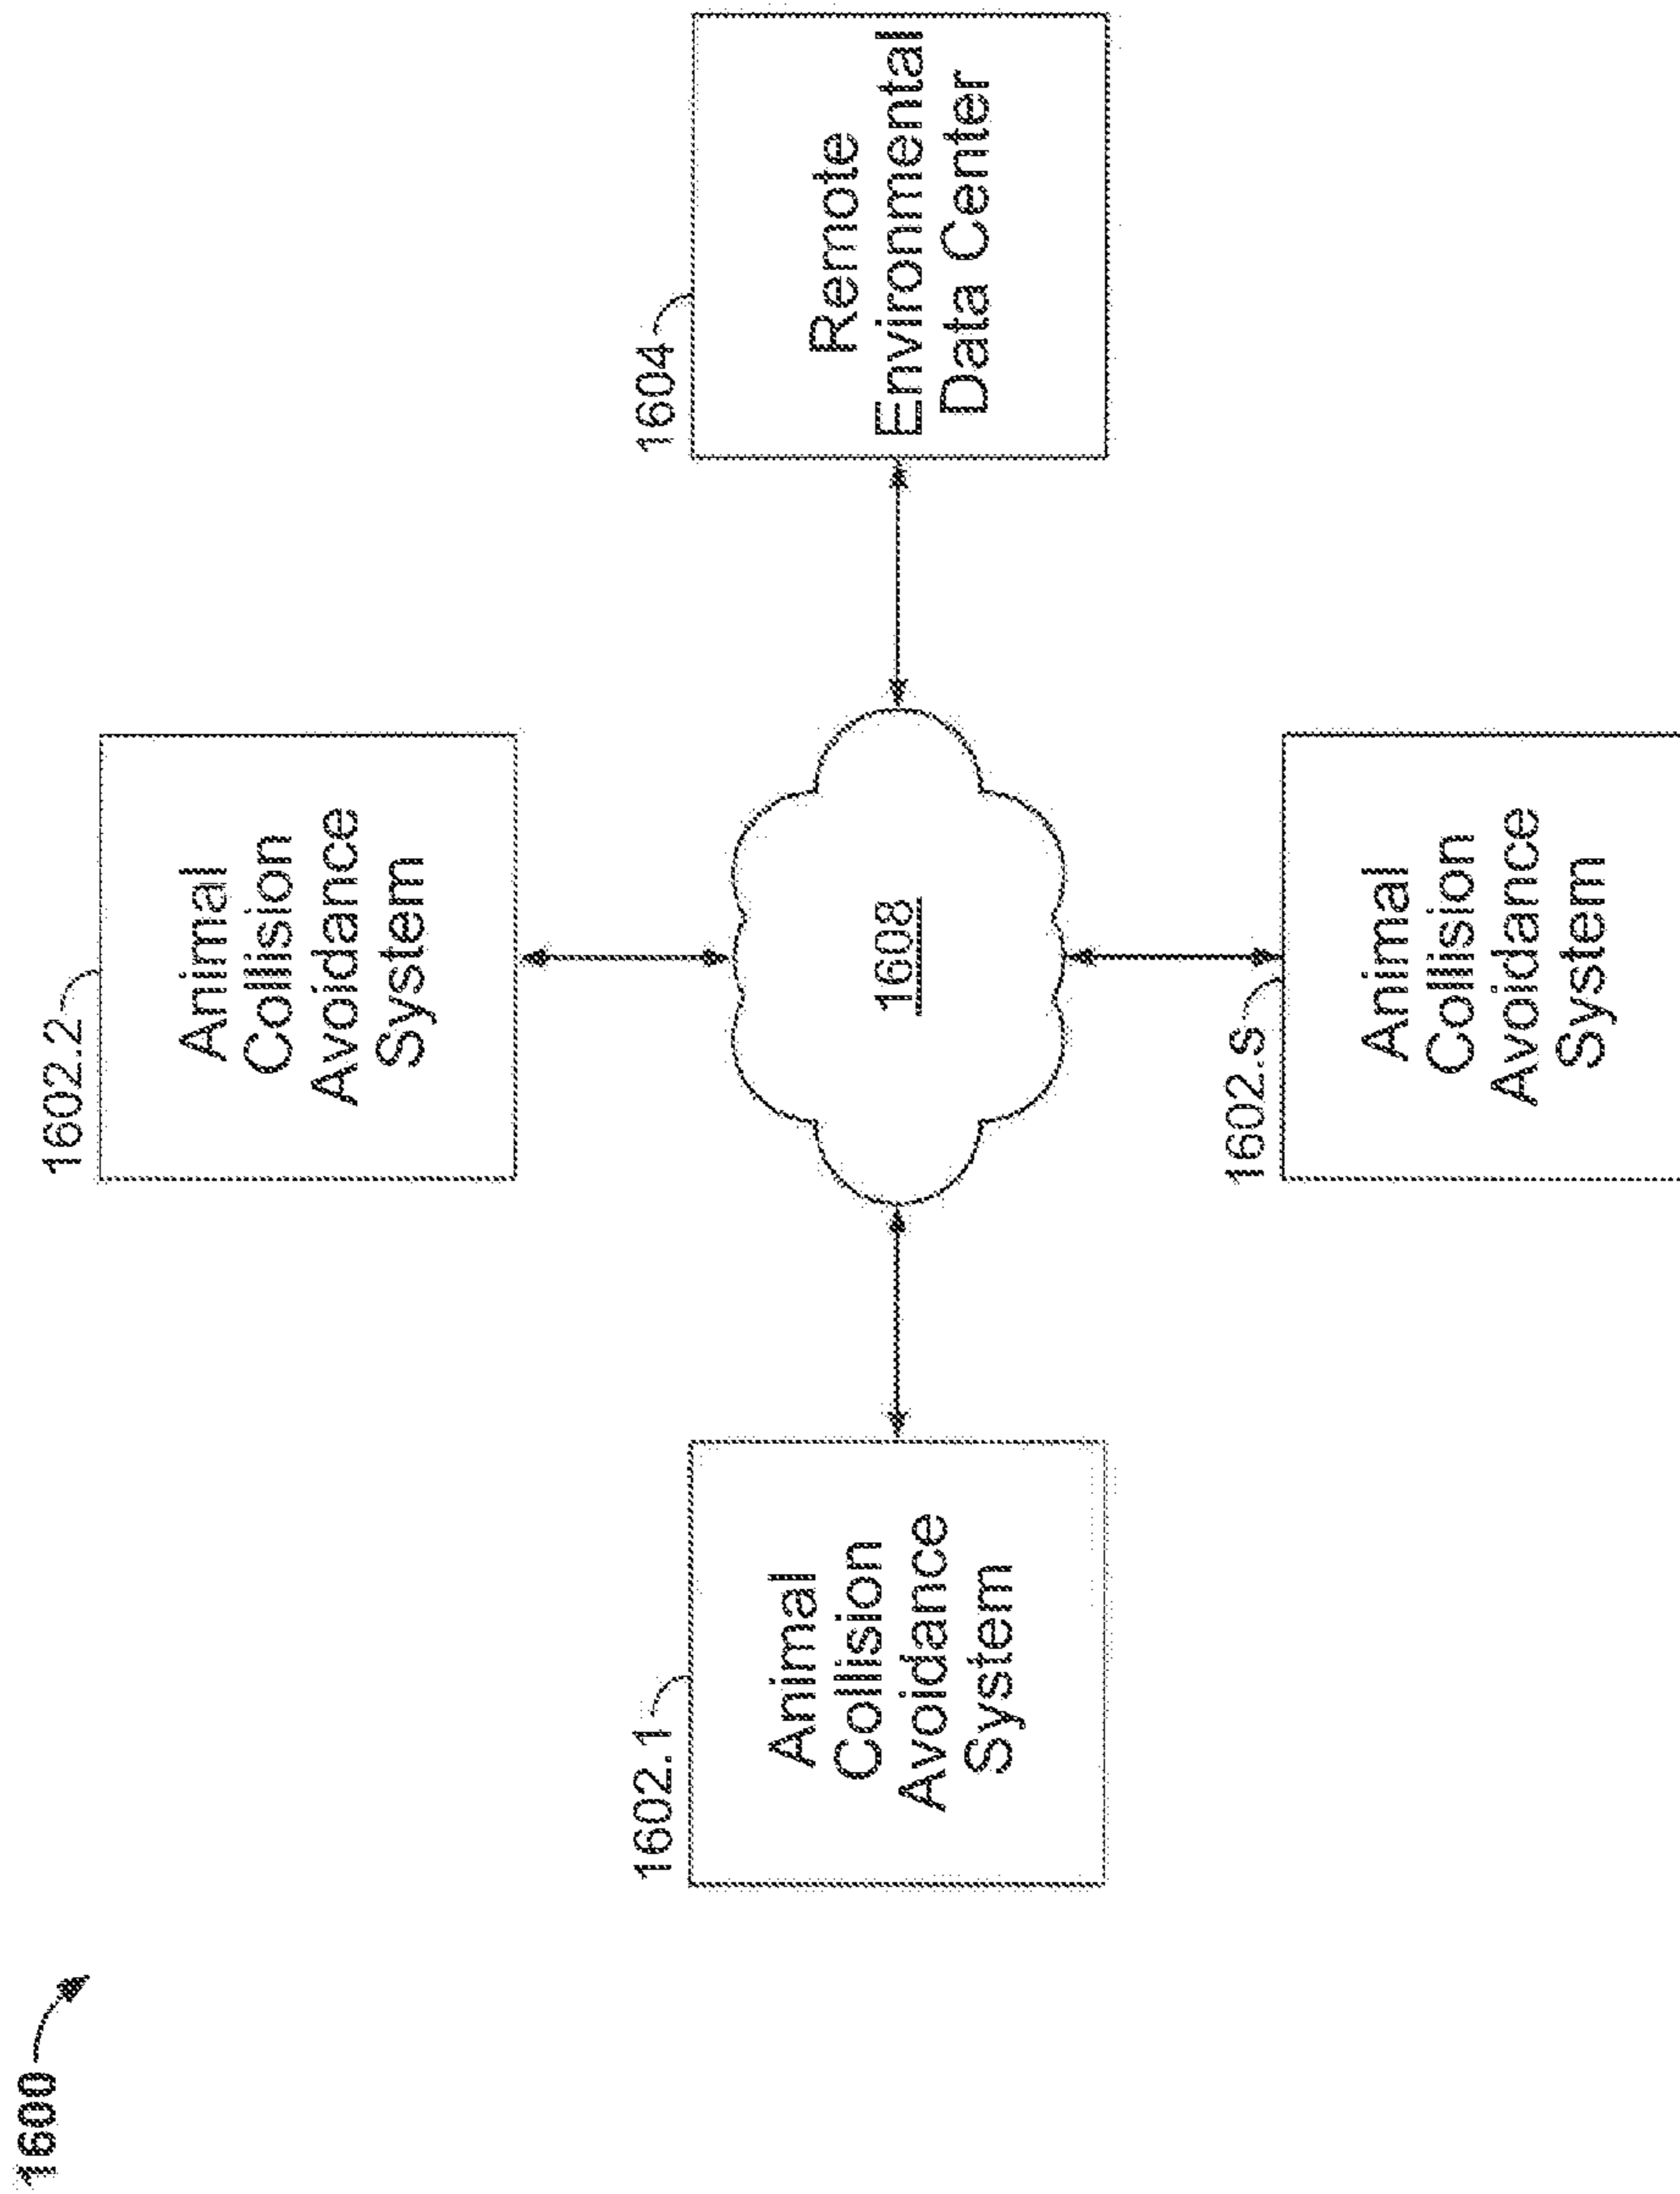 1600
1602.2
Animal
Collision
Avoidance
System
1602.1
Animal
Collision
Avoidance
System
1608
1604
Remote
Environmental
Data Center
1602.s
Animal
Collision
Avoidance
System